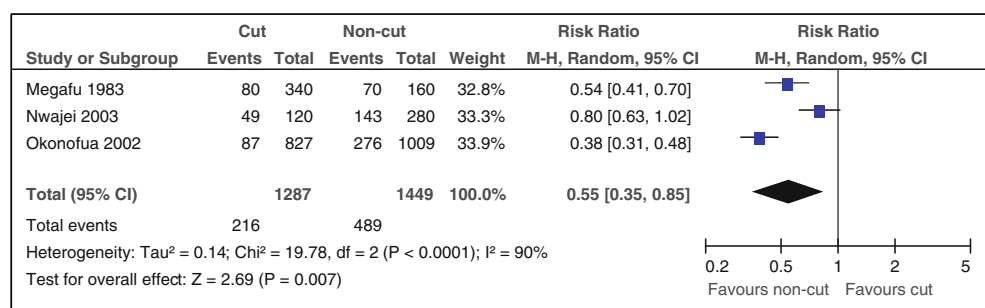 Cut Non-cut Risk Ratio Risk Ratio
Study or Subgroup Events Total Events Total Weight M-H, Random, 95% CI M-H, Random, 95% CI
Megafu 1983 80 340 70 160 32.8% 0.54 [0.41, 0.70]
Nwajei 2003 49 120 143 280 33.3% 0.80 [0.63, 1.02]
Okonofua 2002 87 827 276 1009 33.9% 0.38 [0.31, 0.48]
Total (95% CI) 1287 1449 100.0% 0.55 [0.35, 0.85]
Total events 216 489
Heterogeneity: Tau² = 0.14; Chi² = 19.78, df = 2 (P < 0.0001); I² = 90%
Test for overall effect: Z = 2.69 (P = 0.007)
0.2 0.5 1 2 5
Favours non-cut Favours cut